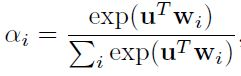 α_i = exp(u^T w_i) / ∑_i exp(u^T w_i) .